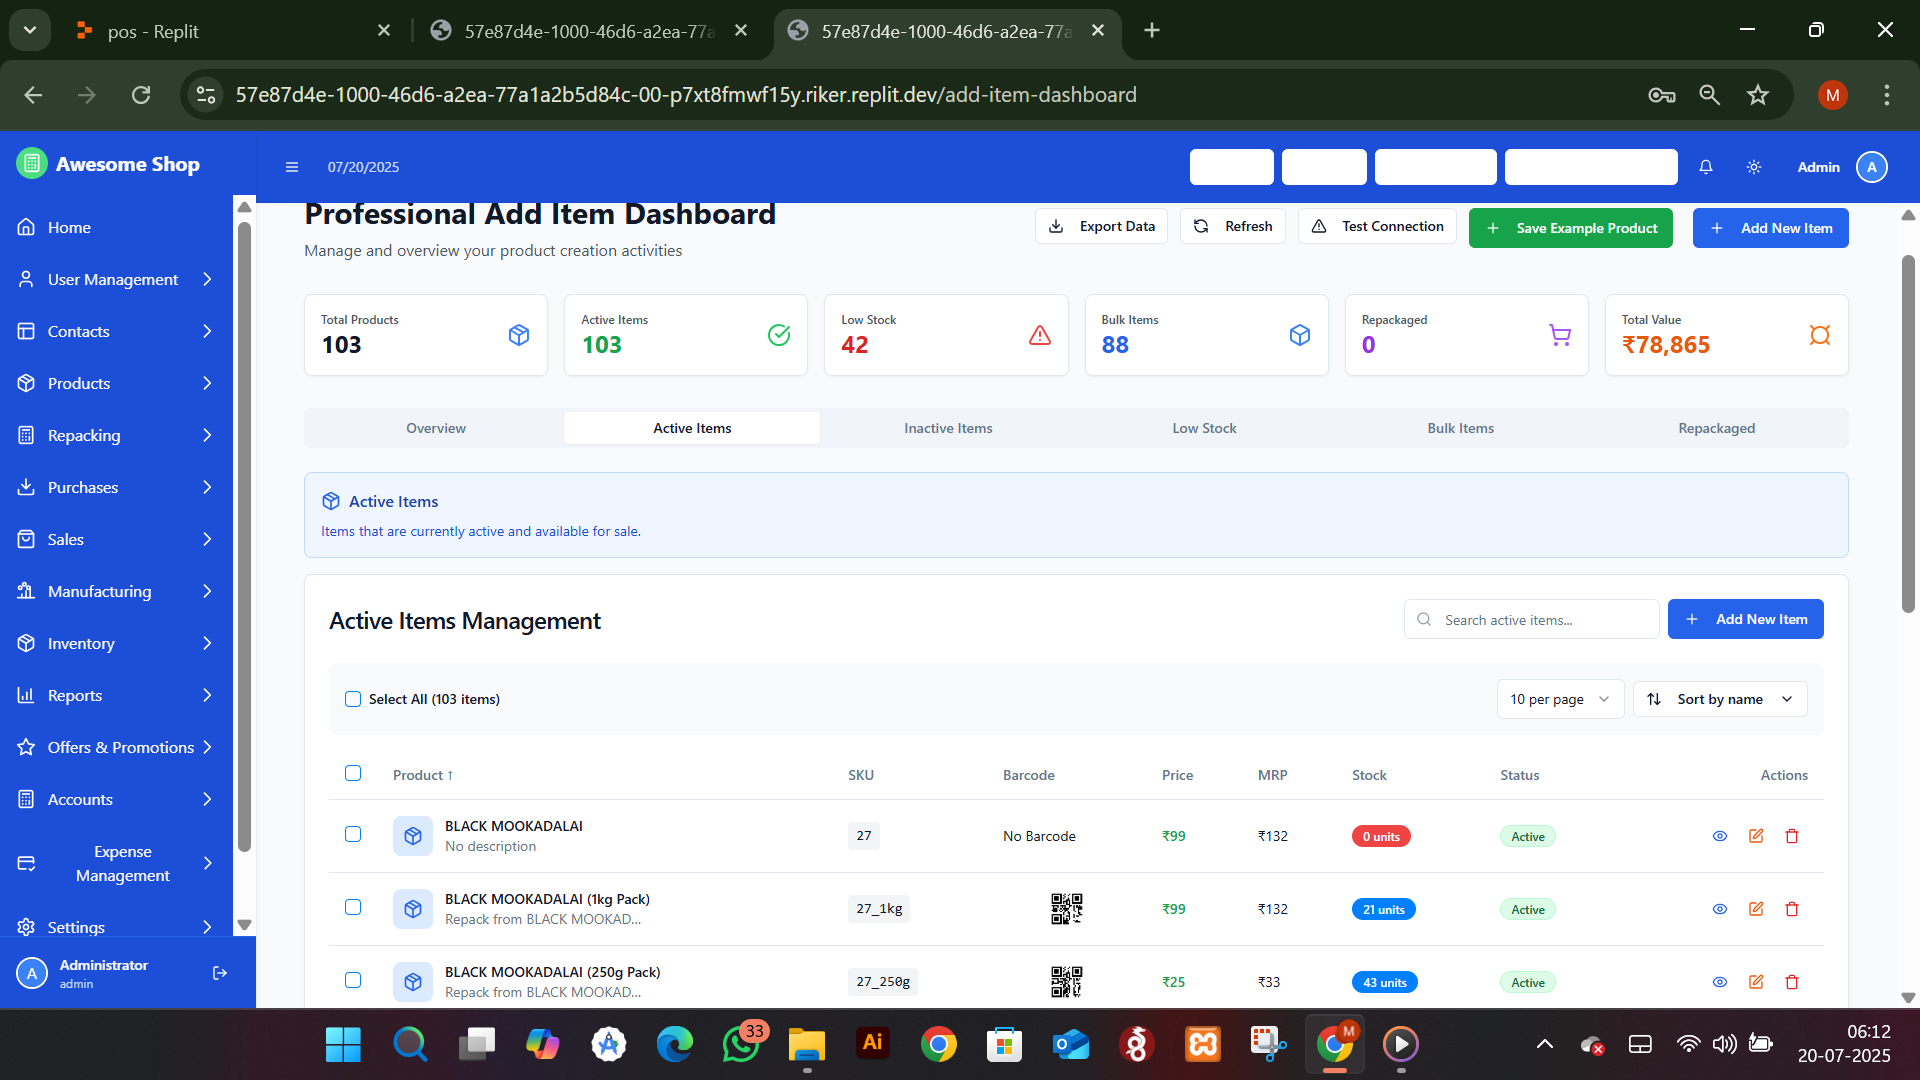 pos - Replit
57e87d4e-1000-46d6-a2ea-77a
57e87d4e-1000-46d6-a2ea-77a
57e87d4e-1000-46d6-a2ea-77a1a2b5d84c-00-p7xt8fmwf15y.riker.replit.dev/add-item-dashboard
M
Awesome Shop
07/20/2025
Admin
A
Home
User Management
Contacts
Products
Repacking
Purchases
Sales
Manufacturing
Inventory
Reports
Offers & Promotions
Accounts
Expense
Management
Settings
A
Administrator
admin
Professional Add Item Dashboard
Manage and overview your product creation activities
Export Data
Refresh
Test Connection
Save Example Product
Add New Item
Total Products
103
Active Items
103
Low Stock
42
Bulk Items
88
Repackaged
0
Total Value
₹78,865
Overview
Active Items
Inactive Items
Low Stock
Bulk Items
Repackaged
Active Items
Items that are currently active and available for sale.
Active Items Management
Search active items...
Add New Item
Select All (103 items)
10 per page
Sort by name
Product ↑ SKU Barcode Price MRP Stock Status Actions
BLACK MOOKADALAI
No description
27 No Barcode ₹99 ₹132 0 units Active
BLACK MOOKADALAI (1kg Pack)
Repack from BLACK MOOKAD...
27_1kg ₹99 ₹132 21 units Active
BLACK MOOKADALAI (250g Pack)
Repack from BLACK MOOKAD...
27_250g ₹25 ₹33 43 units Active
33
Ai
M
06:12
20-07-2025